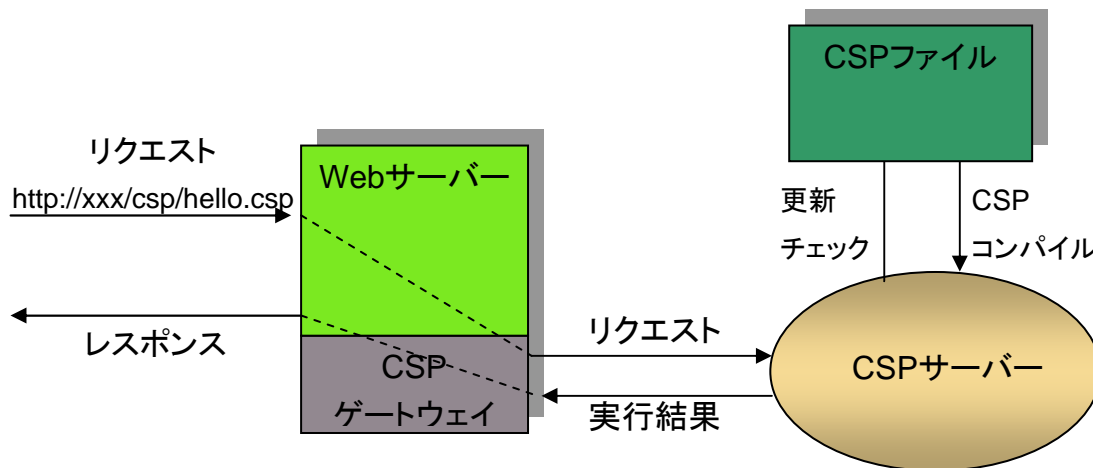 CSPファイル
リクエスト
http://xxx/csp/hello.csp
Webサーバー
更新
チェック
CSP
コンパイル
レスポンス
CSP
ゲートウェイ
リクエスト
実行結果
CSPサーバー